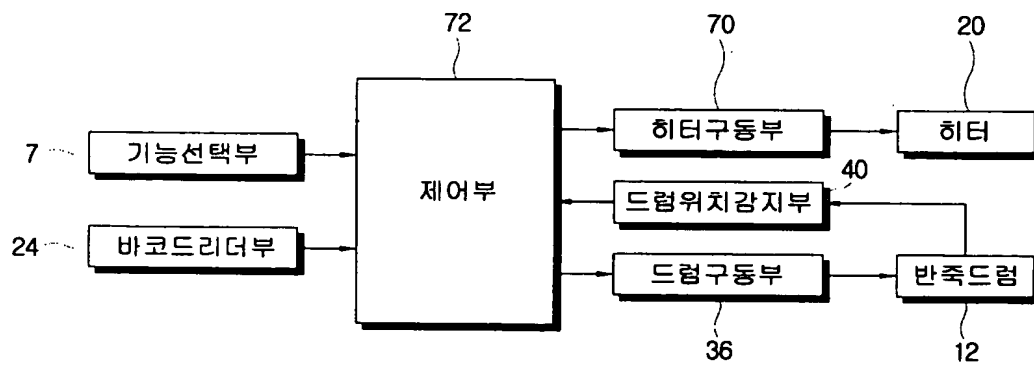 72
70
20
7
기능선택부
히터구동부
히터
제어부
드럼위치감지부
40
24
바코드리더부
드럼구동부
반죽드럼
36
12